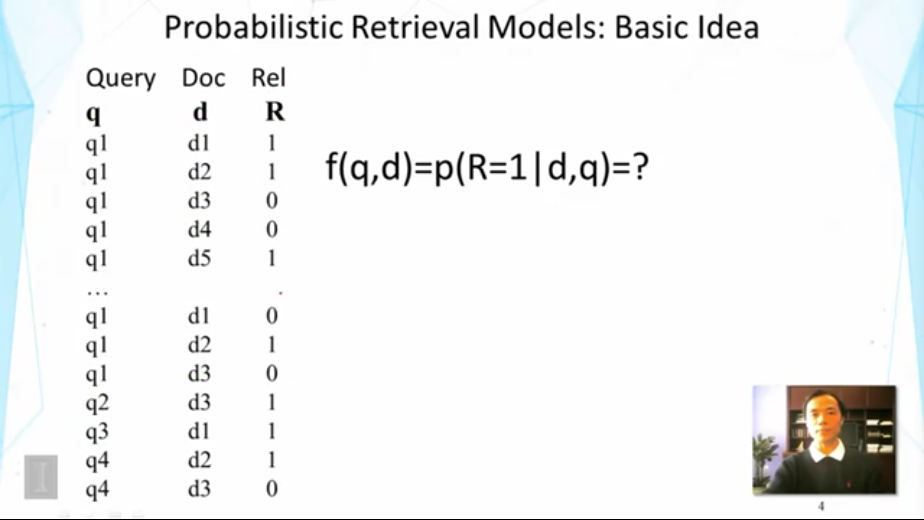 Probabilistic Retrieval Models: Basic Idea
Query Doc Rel
q d R
q1 d1 1
q1 d2 1
f(q,d)=p(R=1|d,q)=?
q1 d3 0
q1 d4 0
q1 d5 1
...
q1 d1 0
q1 d2 1
q1 d3 0
q2 d3 1
q3 d1 1
q4 d2 1
q4 d3 0
I
4